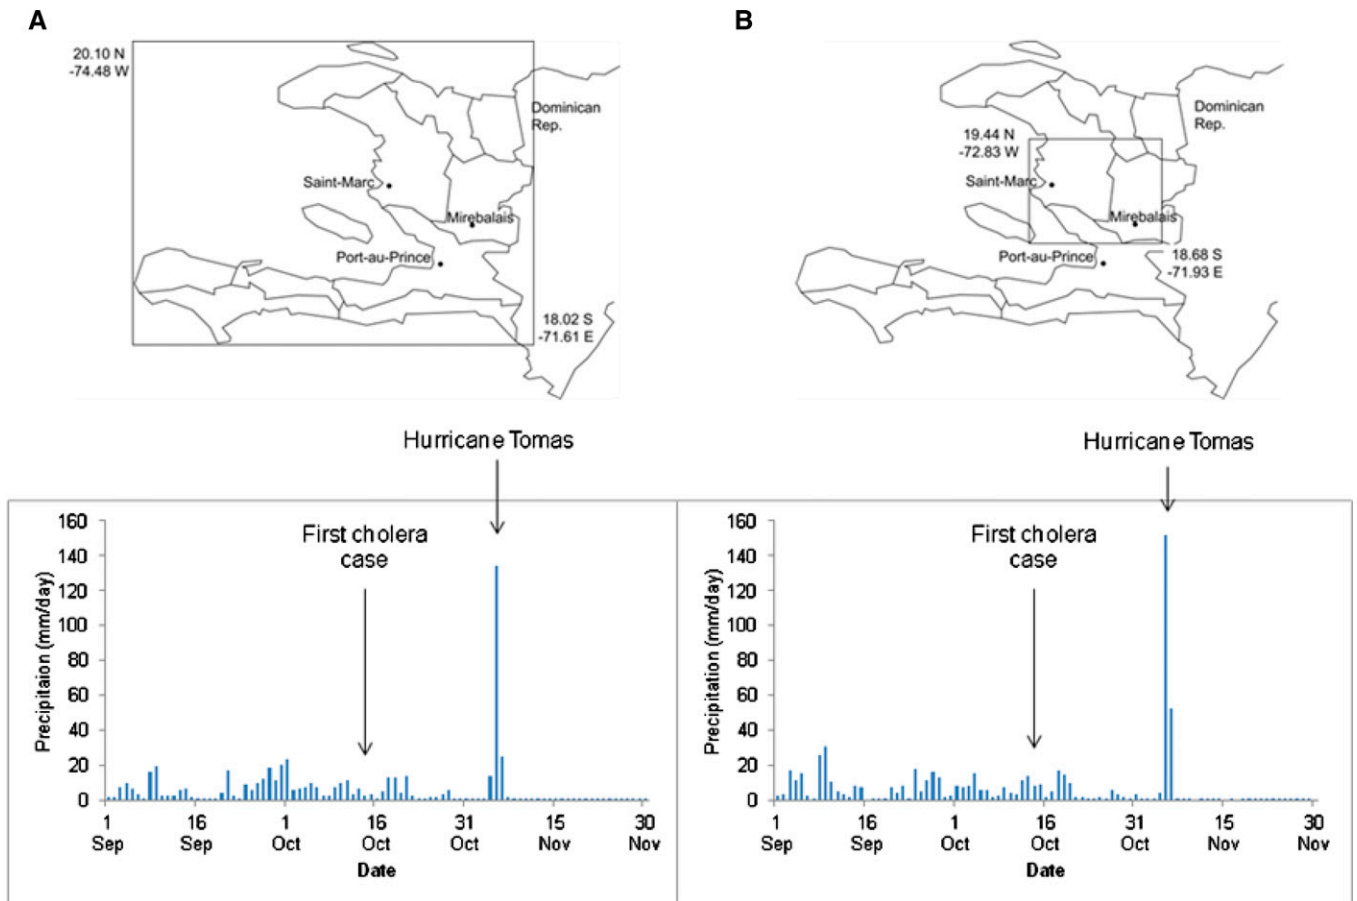 A
20.10 N
-74.48 W
Dominican
Rep.
Saint-Marc
Mirebalais
Port-au-Prince
18.02 S
-71.61 E
B
Dominican
Rep.
19.44 N
-72.83 W
Saint-Marc
Mirebalais
Port-au-Prince
18.68 S
-71.93 E
Hurricane Tomas
First cholera
case
Precipitaion (mm/day)
160
140
120
100
80
60
40
20
0
1 16 1 16 31 15 30
Sep Sep Oct Oct Oct Nov Nov
Date
Hurricane Tomas
First cholera
case
Precipitation (mm/day)
160
140
120
100
80
60
40
20
0
1 16 1 16 31 15 30
Sep Sep Oct Oct Oct Nov Nov
Date